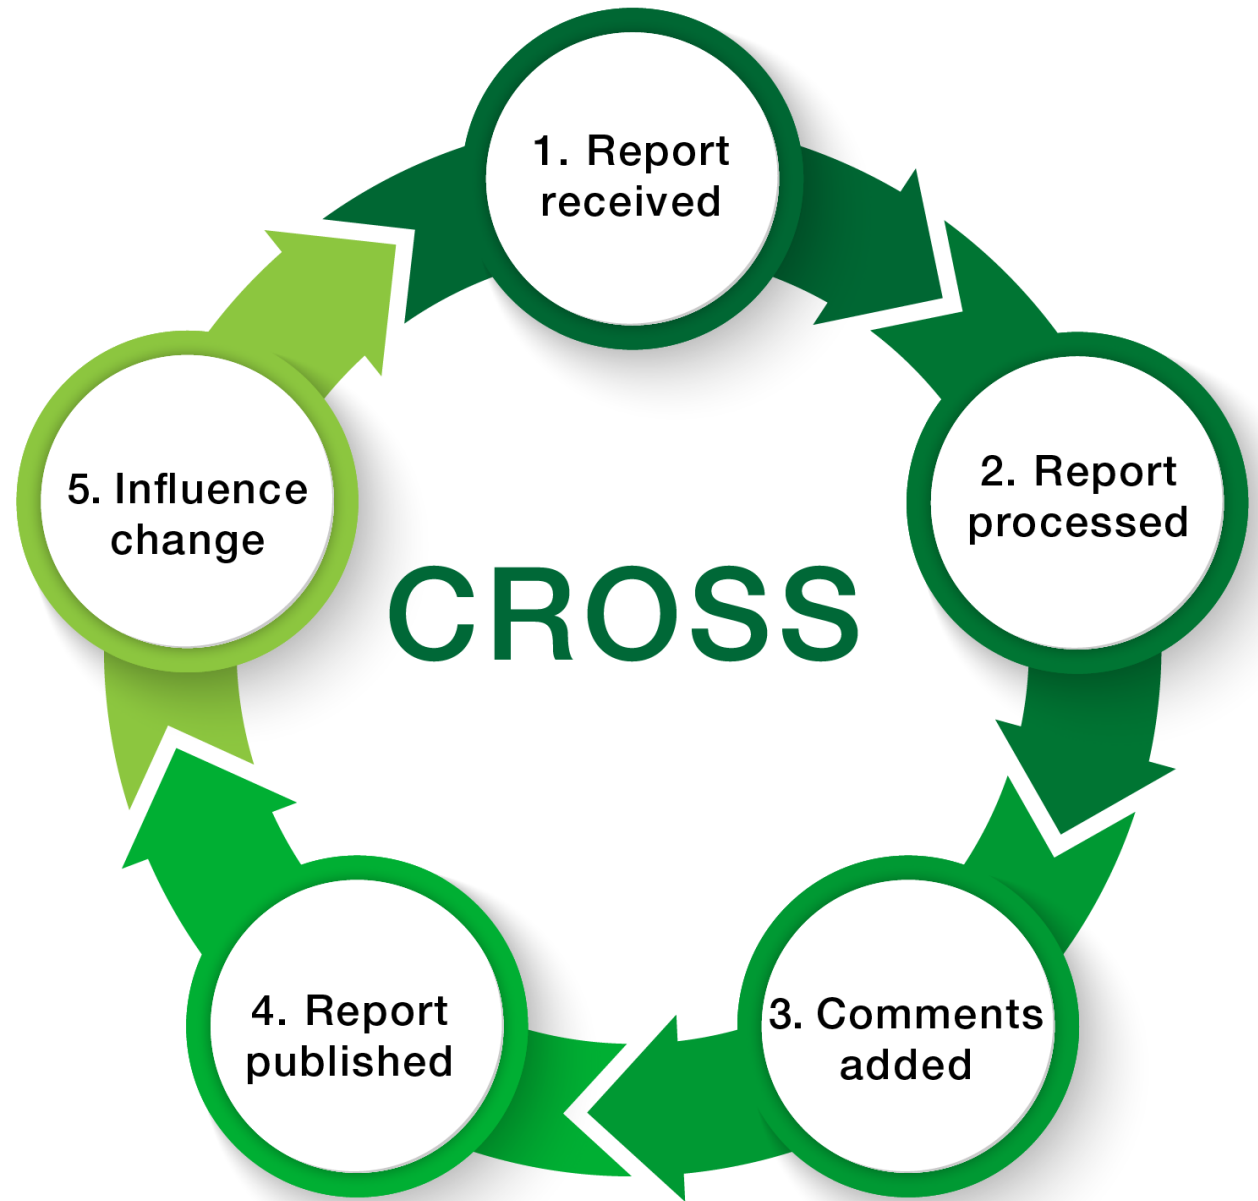 1. Report
received
2. Report
processed
3. Comments
added
4. Report
published
5. Influence
change
CROSS